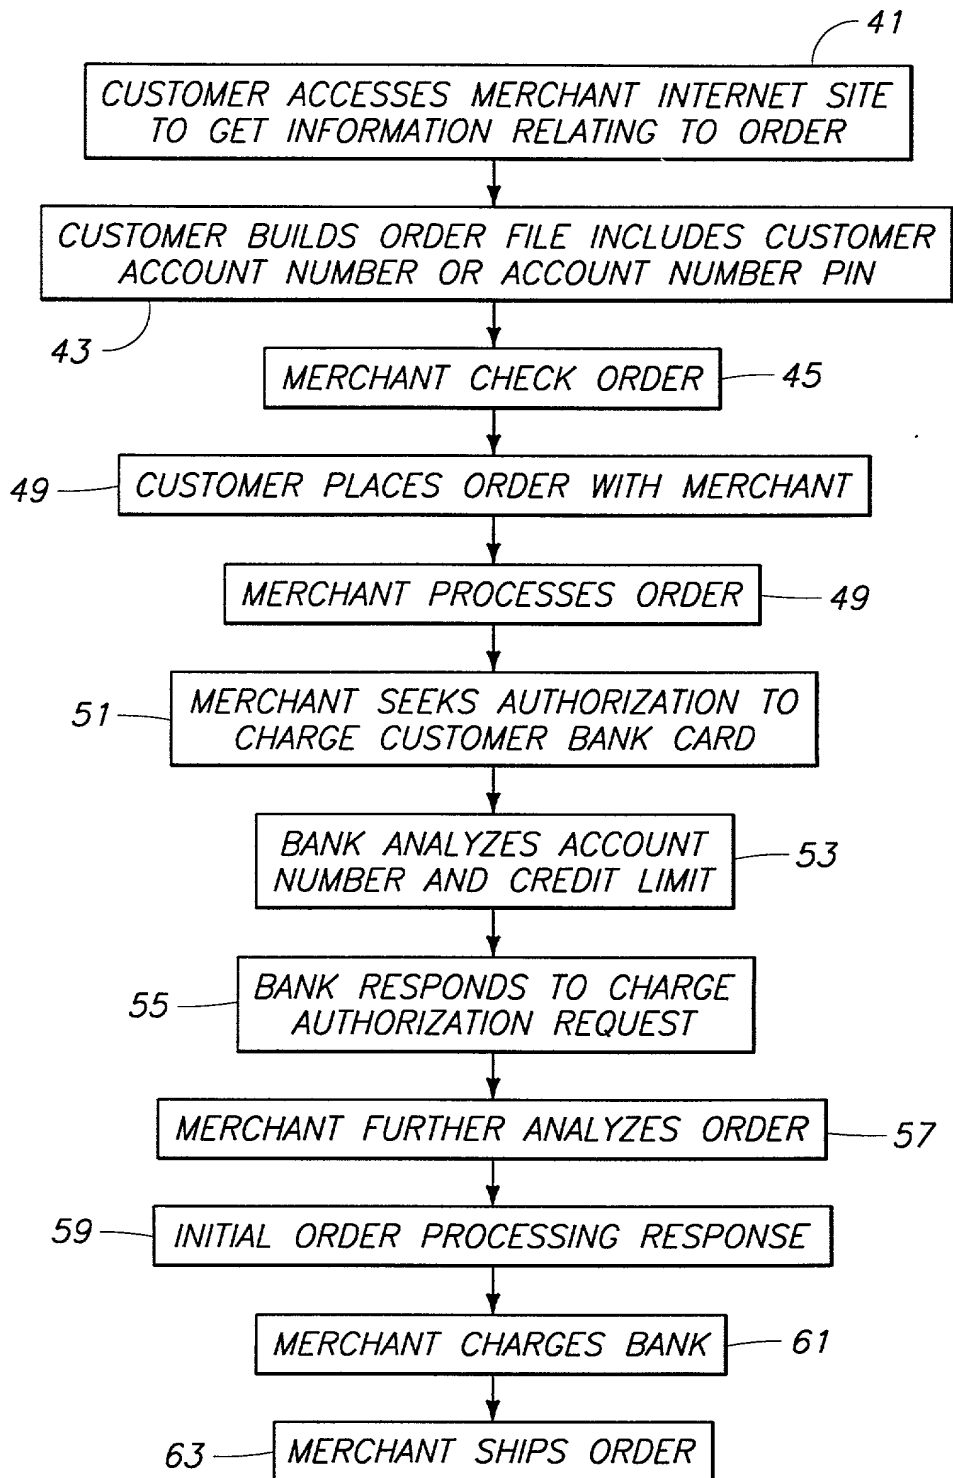 41
CUSTOMER ACCESSES MERCHANT INTERNET SITE
TO GET INFORMATION RELATING TO ORDER
CUSTOMER BUILDS ORDER FILE INCLUDES CUSTOMER
ACCOUNT NUMBER OR ACCOUNT NUMBER PIN
43
MERCHANT CHECK ORDER
45
49
CUSTOMER PLACES ORDER WITH MERCHANT
MERCHANT PROCESSES ORDER
49
51
MERCHANT SEEKS AUTHORIZATION TO
CHARGE CUSTOMER BANK CARD
BANK ANALYZES ACCOUNT
NUMBER AND CREDIT LIMIT
53
55
BANK RESPONDS TO CHARGE
AUTHORIZATION REQUEST
MERCHANT FURTHER ANALYZES ORDER
57
59
INITIAL ORDER PROCESSING RESPONSE
MERCHANT CHARGES BANK
61
63
MERCHANT SHIPS ORDER